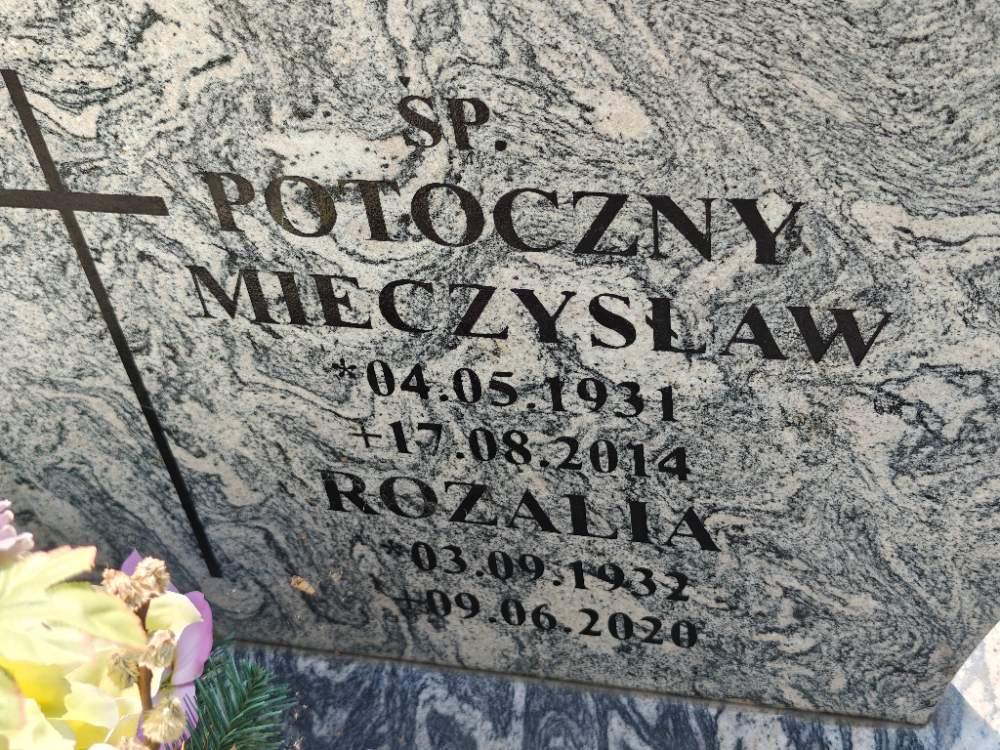 ŚP.
POTOCZNY
MIECZYSŁAW
*04.05.1931
+17.08.2014
ROZALIA
*03.09.1932
+09.06.2020